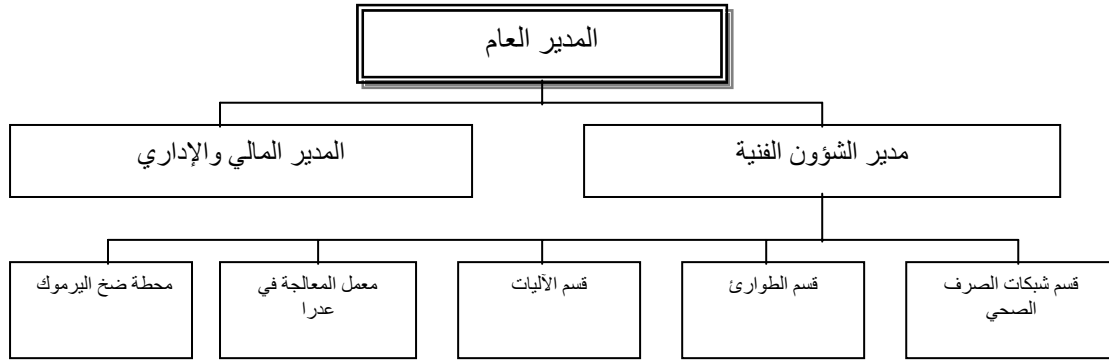 المدير العام
مدير الشؤون الفنية
المدير المالي والإداري
قسم شبكات الصرف
الصحي
قسم الطوارئ
قسم الآليات
معمل المعالجة في
عدرا
محطة ضخ اليرموك